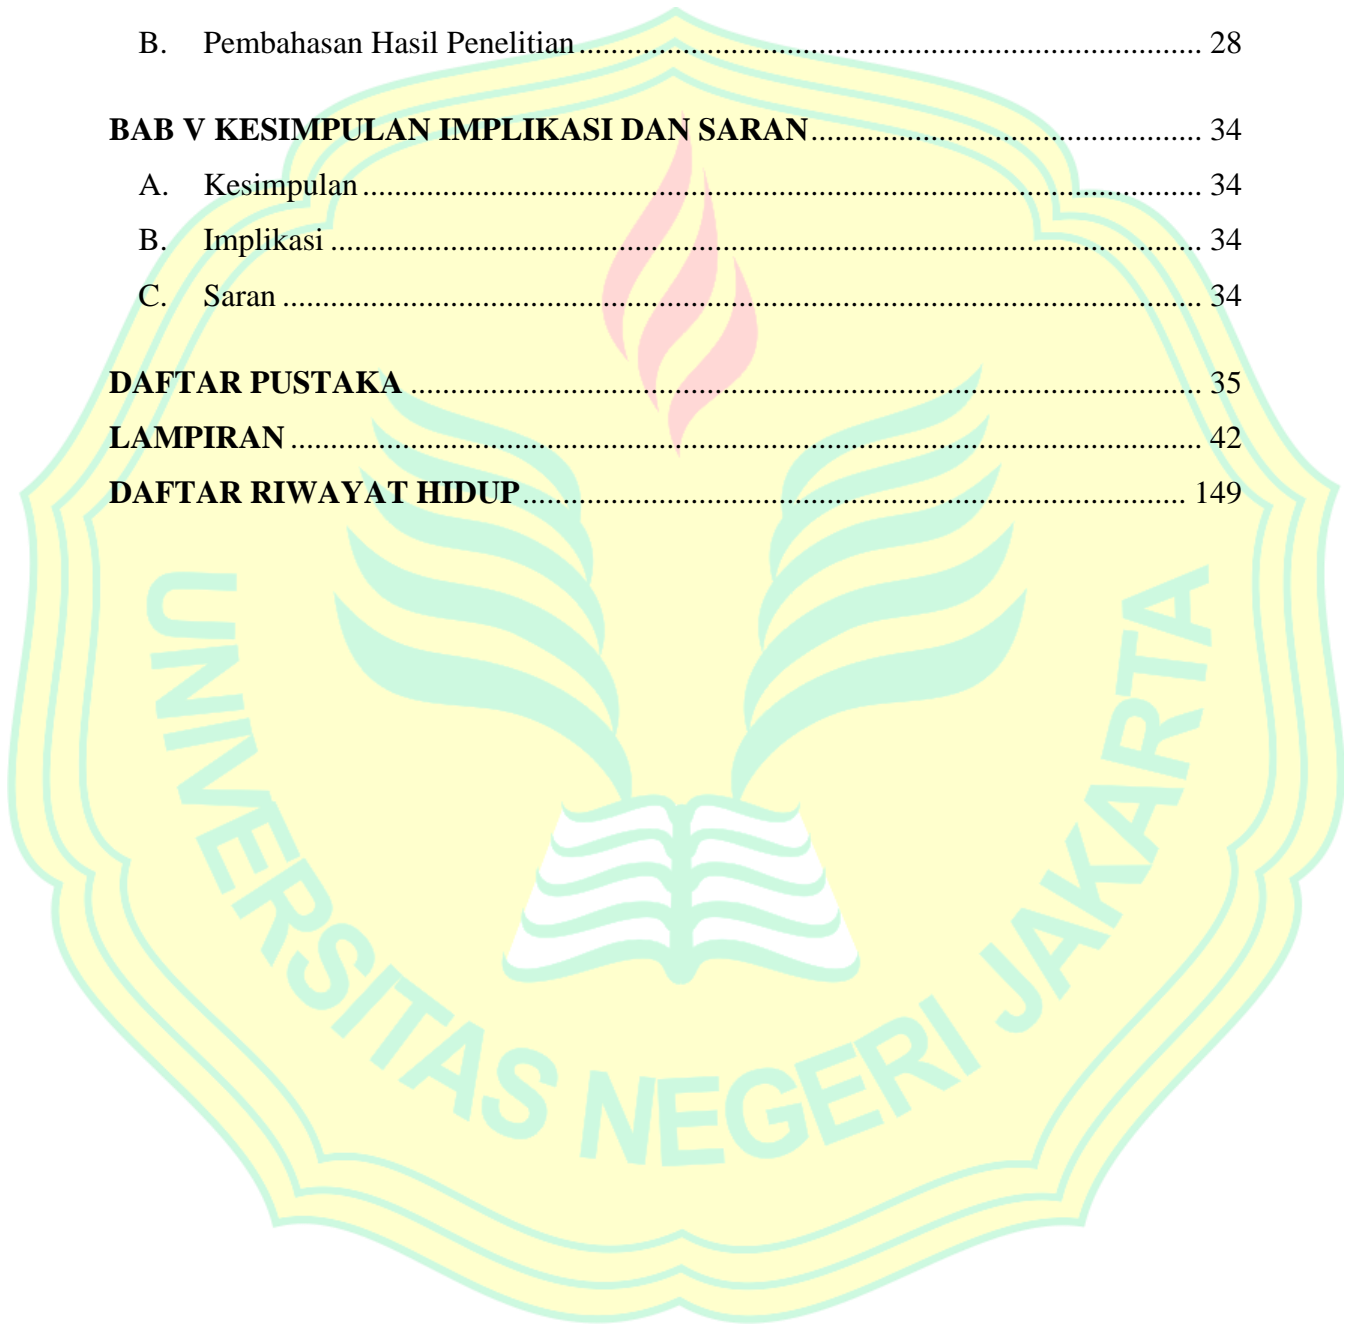 B. Pembahasan Hasil Penelitian ........................................................................ 28
BAB V KESIMPULAN IMPLIKASI DAN SARAN ........................................................................ 34
A. Kesimpulan ........................................................................ 34
B. Implikasi ........................................................................ 34
C. Saran ........................................................................ 34
DAFTAR PUSTAKA ........................................................................ 35
LAMPIRAN ........................................................................ 42
DAFTAR RIWAYAT HIDUP ........................................................................ 149
UNIVERSITAS NEGERI JAKARTA